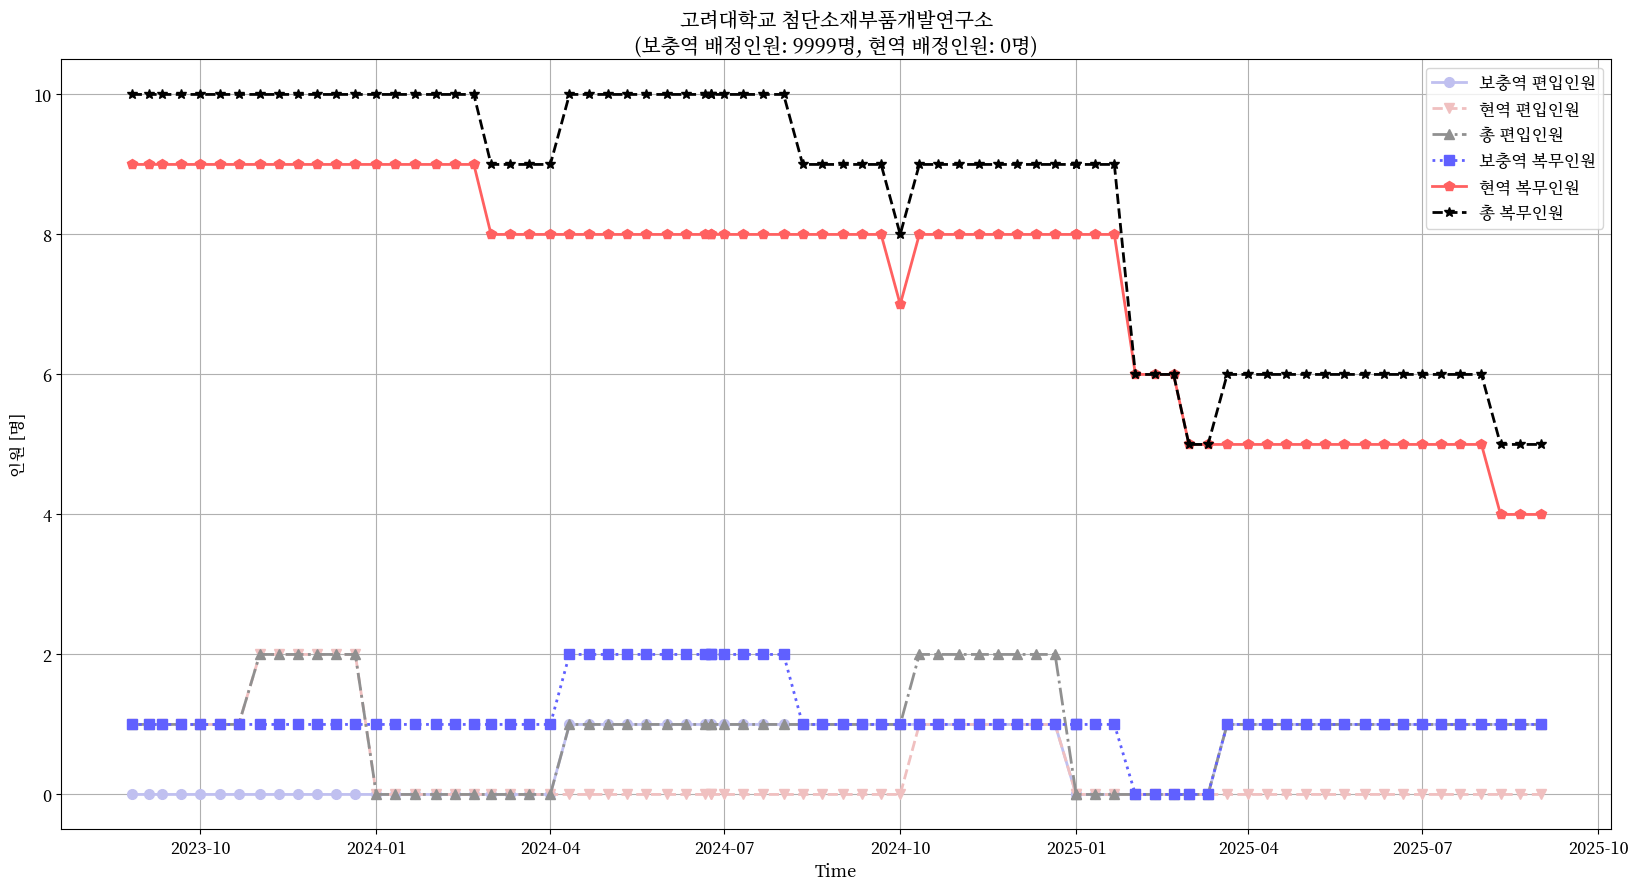 고려대학교 첨단소재부품개발연구소
(보충역 배정인원: 9999명, 현역 배정인원: 0명)
보충역 편입인원
현역 편입인원
총 편입인원
보충역 복무인원
현역 복무인원
총 복무인원
인원 [명]
10
8
6
4
2
0
2023-10
2024-01
2024-04
2024-07
2024-10
2025-01
2025-04
2025-07
2025-10
Time